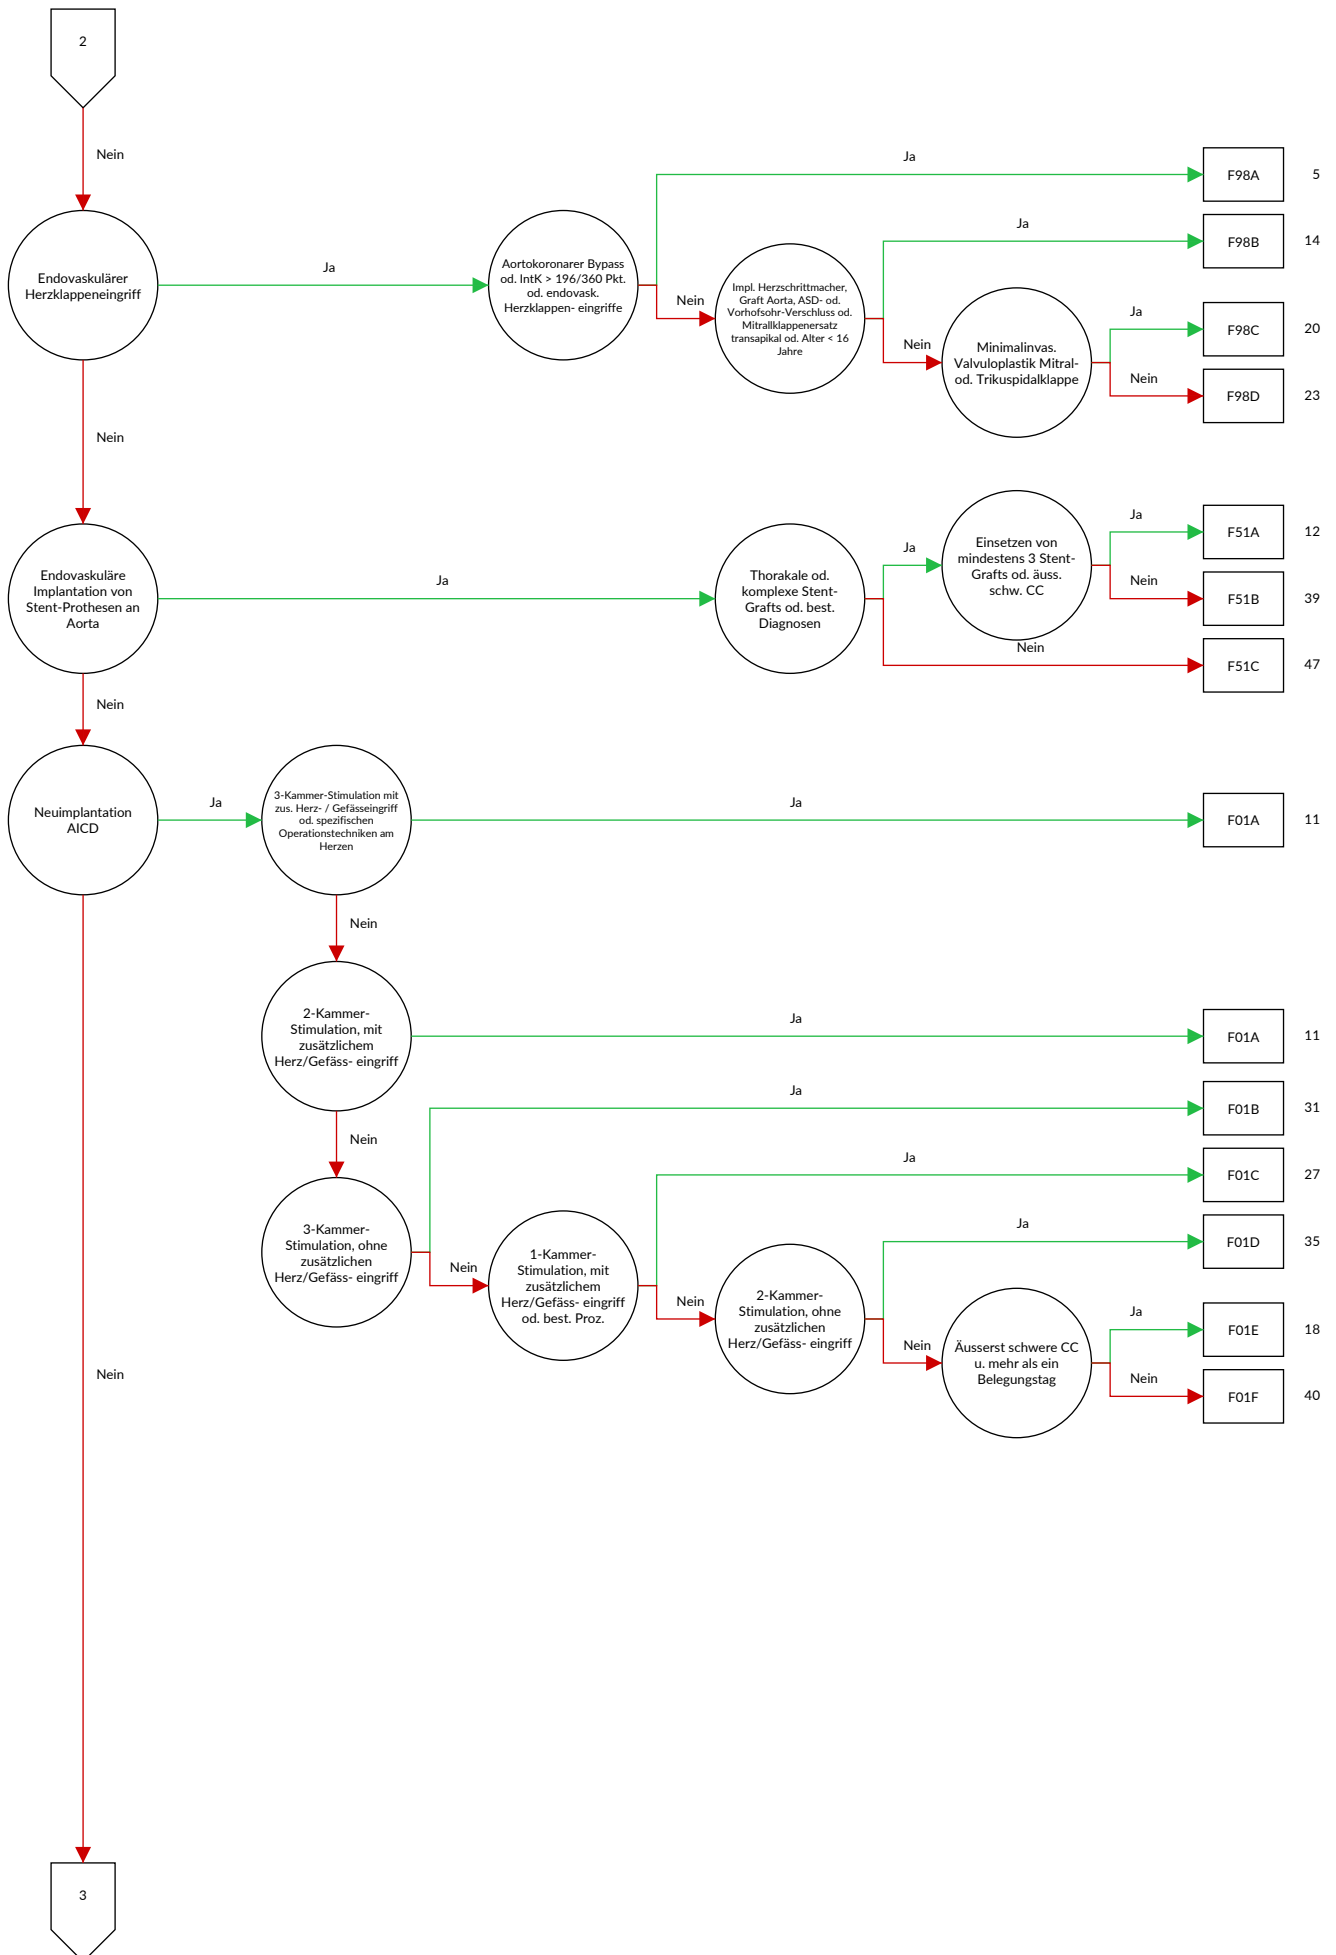 2
Nein
Ja
F98A
5
Ja
F98B
14
Endovaskulärer
Herzklappeneingriff
Ja
Aortokoronarer Bypass
od. IntK > 196/360 Pkt.
od. endovask.
Herzklappen- eingriffe
Nein
Impl. Herzschrittmacher,
Graft Aorta, ASD- od.
Vorhofsohr-Verschluss od.
Mitrallklappenersatz
transapikal od. Alter < 16
Jahre
Nein
Minimalinvas.
Valvuloplastik Mitral-
od. Trikuspidalklappe
Ja
F98C
20
Nein
F98D
23
Nein
Endovaskuläre
Implantation von
Stent-Prothesen an
Aorta
Ja
Thorakale od.
komplexe Stent-
Grafts od. best.
Diagnosen
Ja
Einsetzen von
mindestens 3 Stent-
Grafts od. äuss.
schw. CC
Ja
F51A
12
Nein
F51B
39
Nein
F51C
47
Nein
Neuimplantation
AICD
Ja
3-Kammer-Stimulation mit
zus. Herz- / Gefässeingriff
od. spezifischen
Operationstechniken am
Herzen
Ja
F01A
11
Nein
2-Kammer-
Stimulation, mit
zusätzlichem
Herz/Gefäss- eingriff
Ja
F01A
11
Nein
Ja
F01B
31
3-Kammer-
Stimulation, ohne
zusätzlichen
Herz/Gefäss- eingriff
Nein
1-Kammer-
Stimulation, mit
zusätzlichem
Herz/Gefäss- eingriff
od. best. Proz.
Ja
F01C
27
Nein
2-Kammer-
Stimulation, ohne
zusätzlichen
Herz/Gefäss- eingriff
Ja
F01D
35
Nein
Äusserst schwere CC
u. mehr als ein
Belegungstag
Ja
F01E
18
Nein
F01F
40
Nein
3